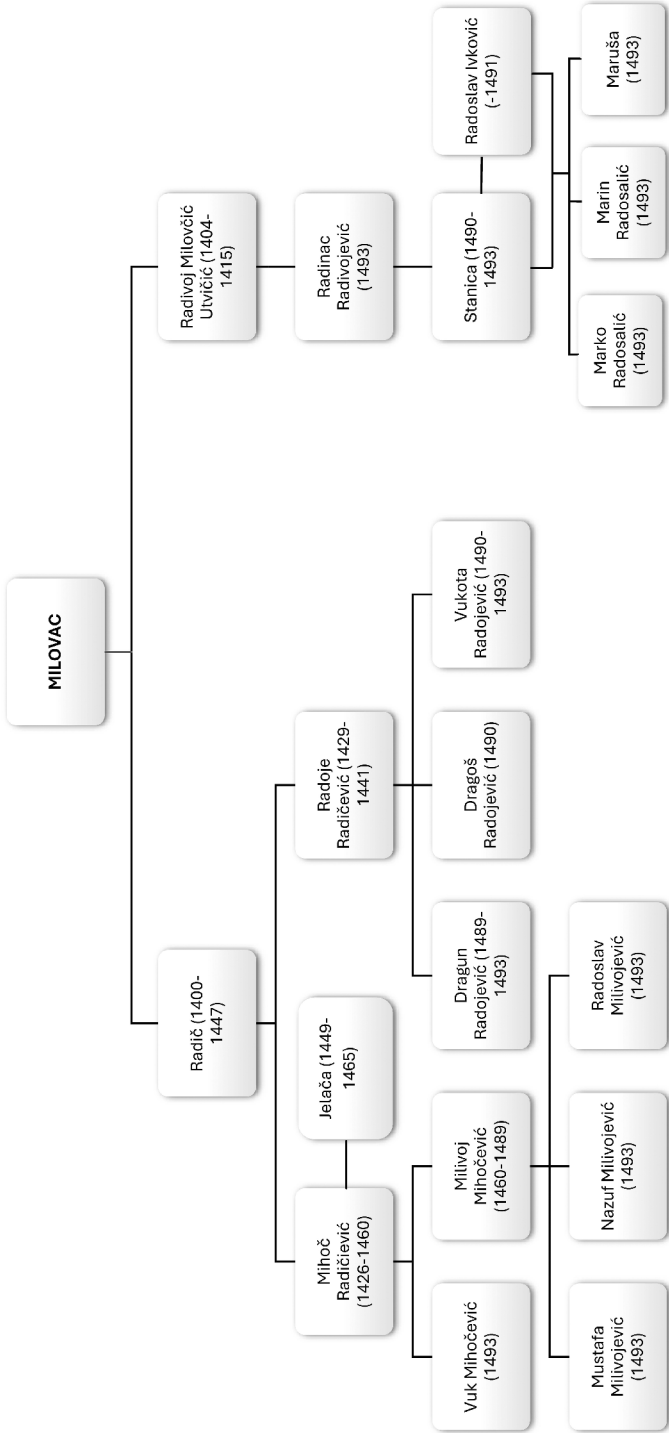 MILOVAC
Radič (1400-
1447)
Radivoj Milovčić
Utvičić (1404-
1415)
Mihoč
Radičiević
(1426-1460)
Jelača (1449-
1465)
Radoje
Radičević (1429-
1441)
Radinac
Radivojević
(1493)
Vuk Mihočević
(1493)
Milivoj
Mihočević
(1460-1489)
Dragun
Radojević (1489-
1493)
Dragoš
Radojević (1490)
Vukota
Radojević (1490-
1493)
Stanica (1490-
1493)
Radoslav Ivković
(-1491)
Mustafa
Milivojević
(1493)
Nazuf Milivojević
(1493)
Radoslav
Milivojević
(1493)
Marko
Radosalić
(1493)
Marin
Radosalić
(1493)
Maruša
(1493)